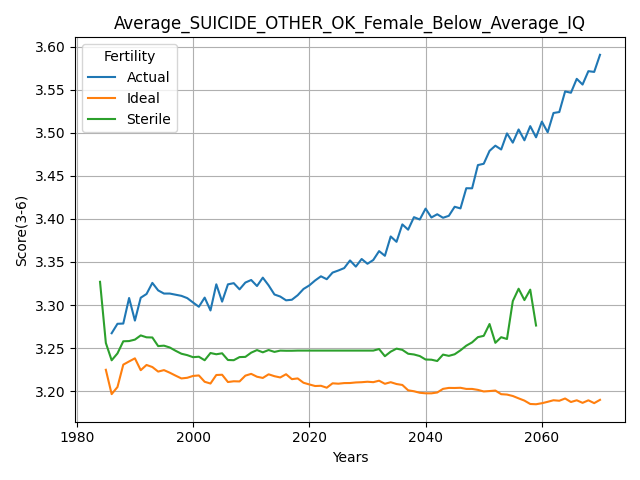 Average_SUICIDE_OTHER_OK_Female_Below_Average_IQ
Fertility
Actual
Ideal
Sterile
Score(3-6)
3.60
3.55
3.50
3.45
3.40
3.35
3.30
3.25
3.20
1980
2000
2020
2040
2060
Years